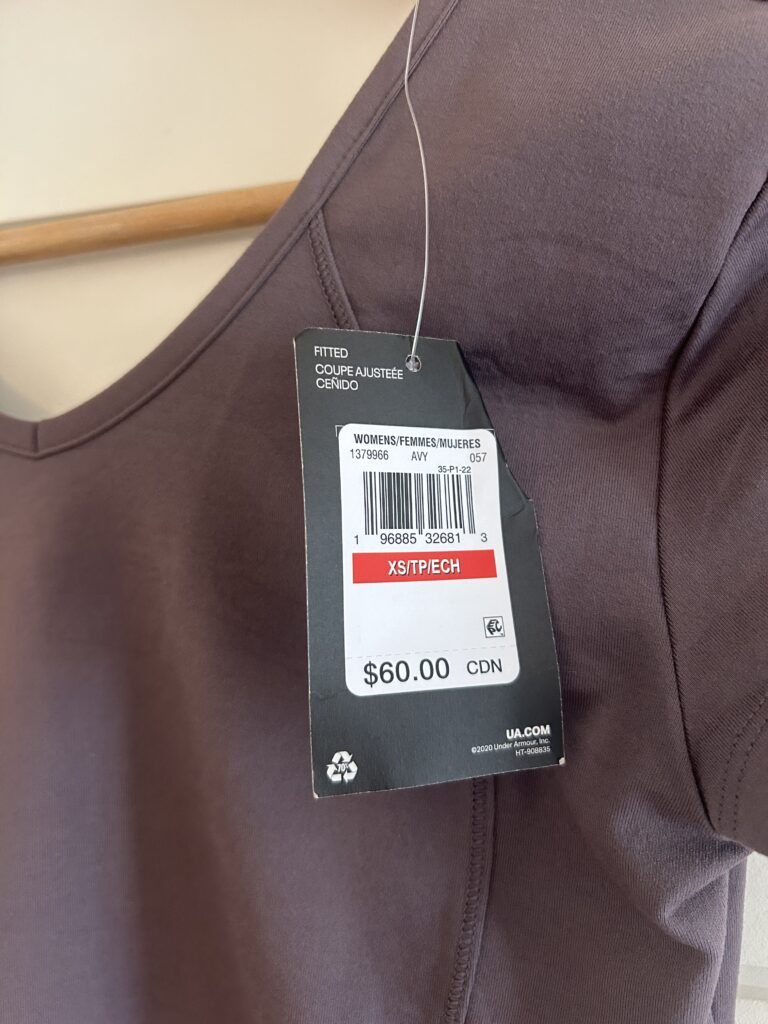 FITTED
COUPE AJUSTEÉE
CEÑIDO
WOMENS/FEMMES/MUJERES
1379966 AVY 057
35-P1-22
1 96885 32681 3
XS/TP/ECH
$60.00 CDN
UA.COM
©2020 Under Armour, Inc.
HT-908835
70%